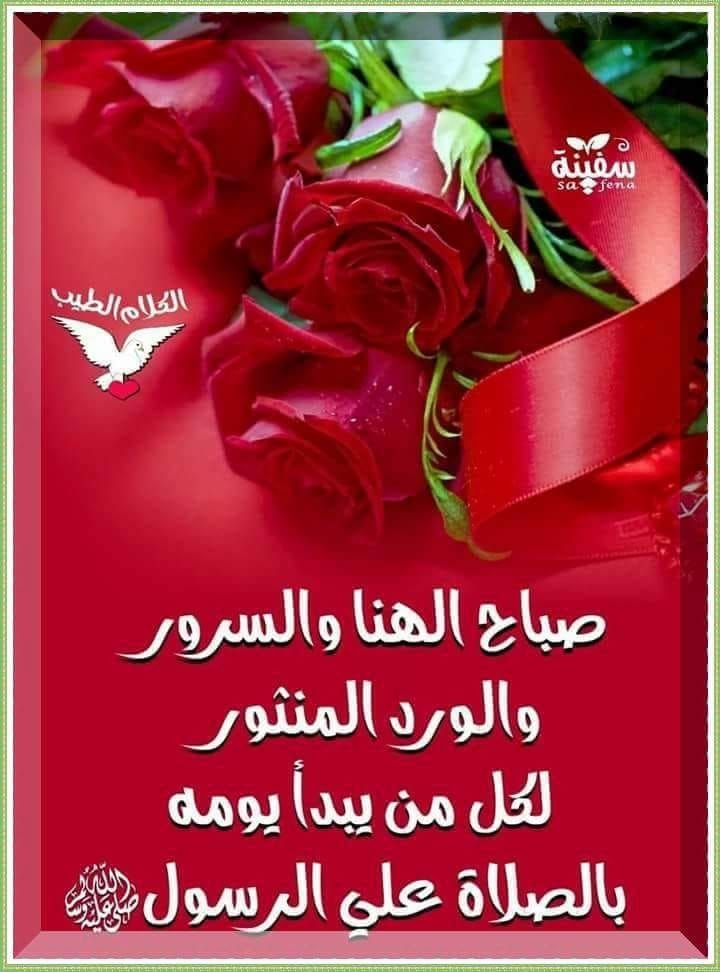 سفينة
safena
الكلام الطيب
صباح الهنا والسرور
والورد المنثور
لكل من يبدأ يومه
بالصلاة علي الرسول صلى الله عليه وسلم